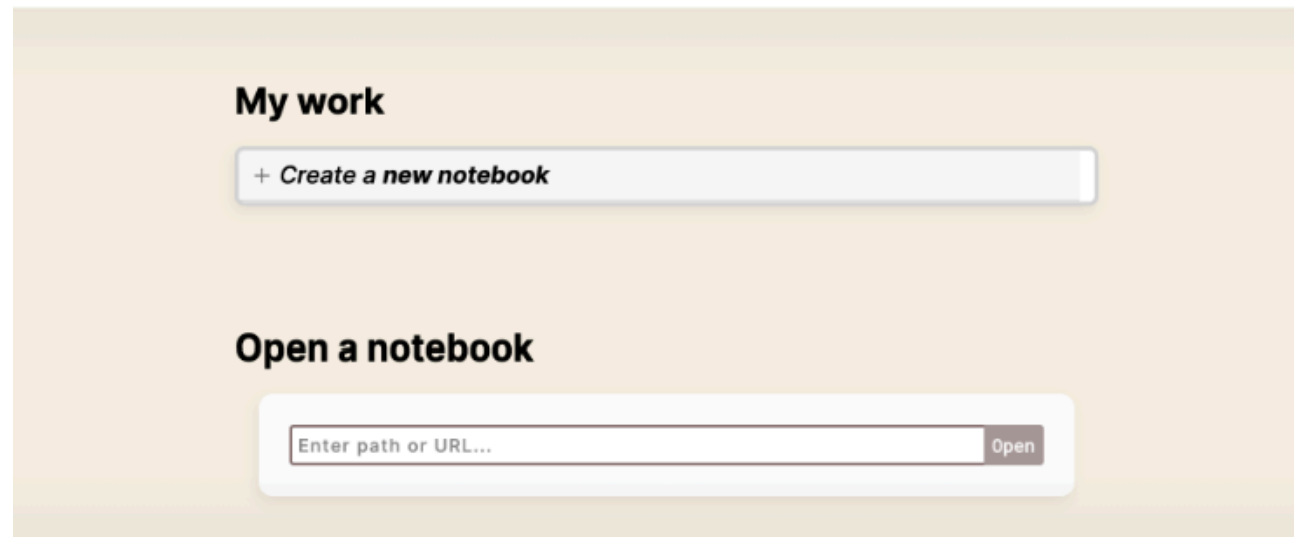 My work
+ Create a new notebook
Open a notebook
Enter path or URL...
Open